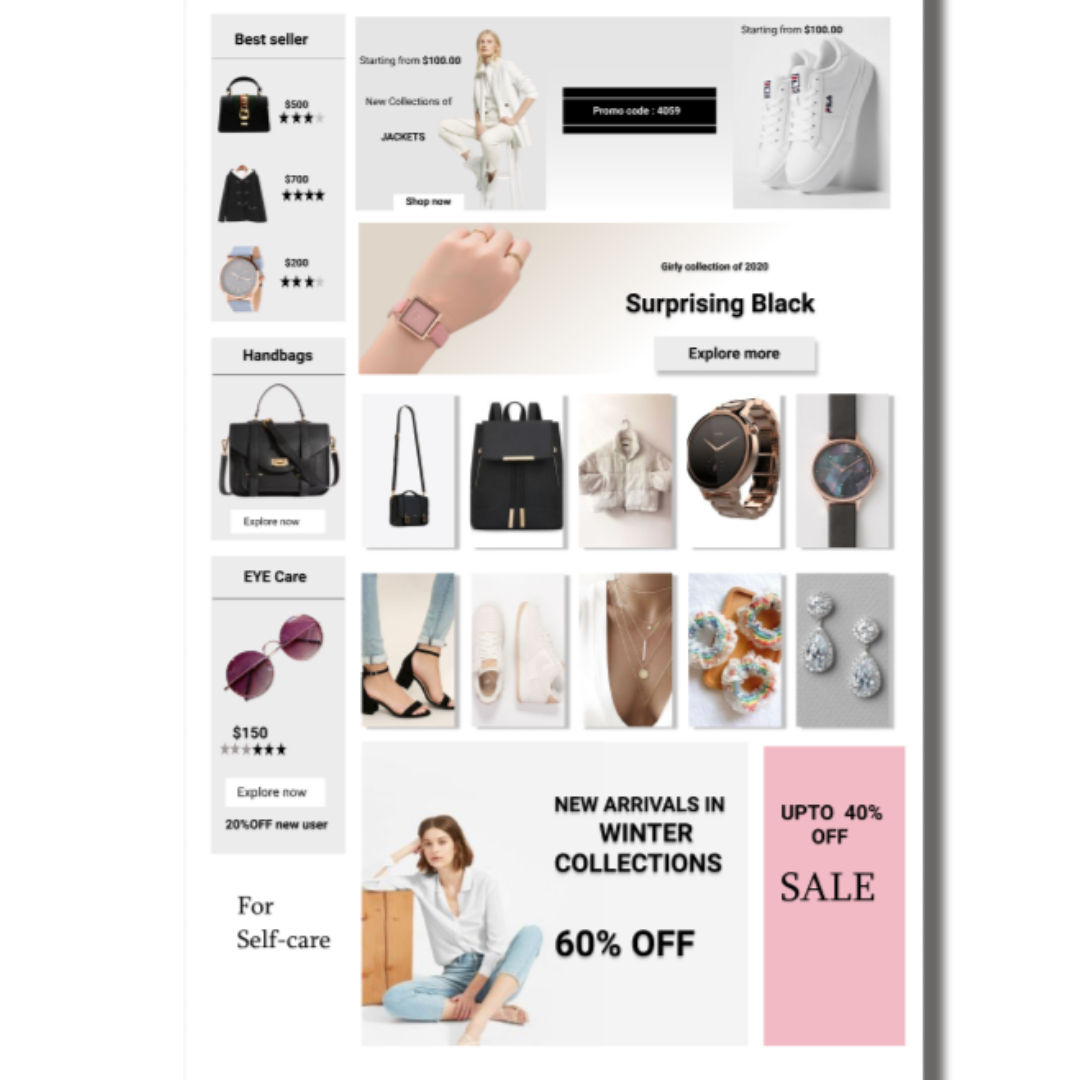 Best seller
$500
$700
$200
Handbags
Explore now
EYE Care
$150
Explore now
20%OFF new user
For
Self-care
Starting from $100.00
New Collections of
JACKETS
Shop now
Promo code : 4059
Starting from $100.00
FILA
Girly collection of 2020
Surprising Black
Explore more
NEW ARRIVALS IN
WINTER
COLLECTIONS
60% OFF
UPTO 40%
OFF
SALE